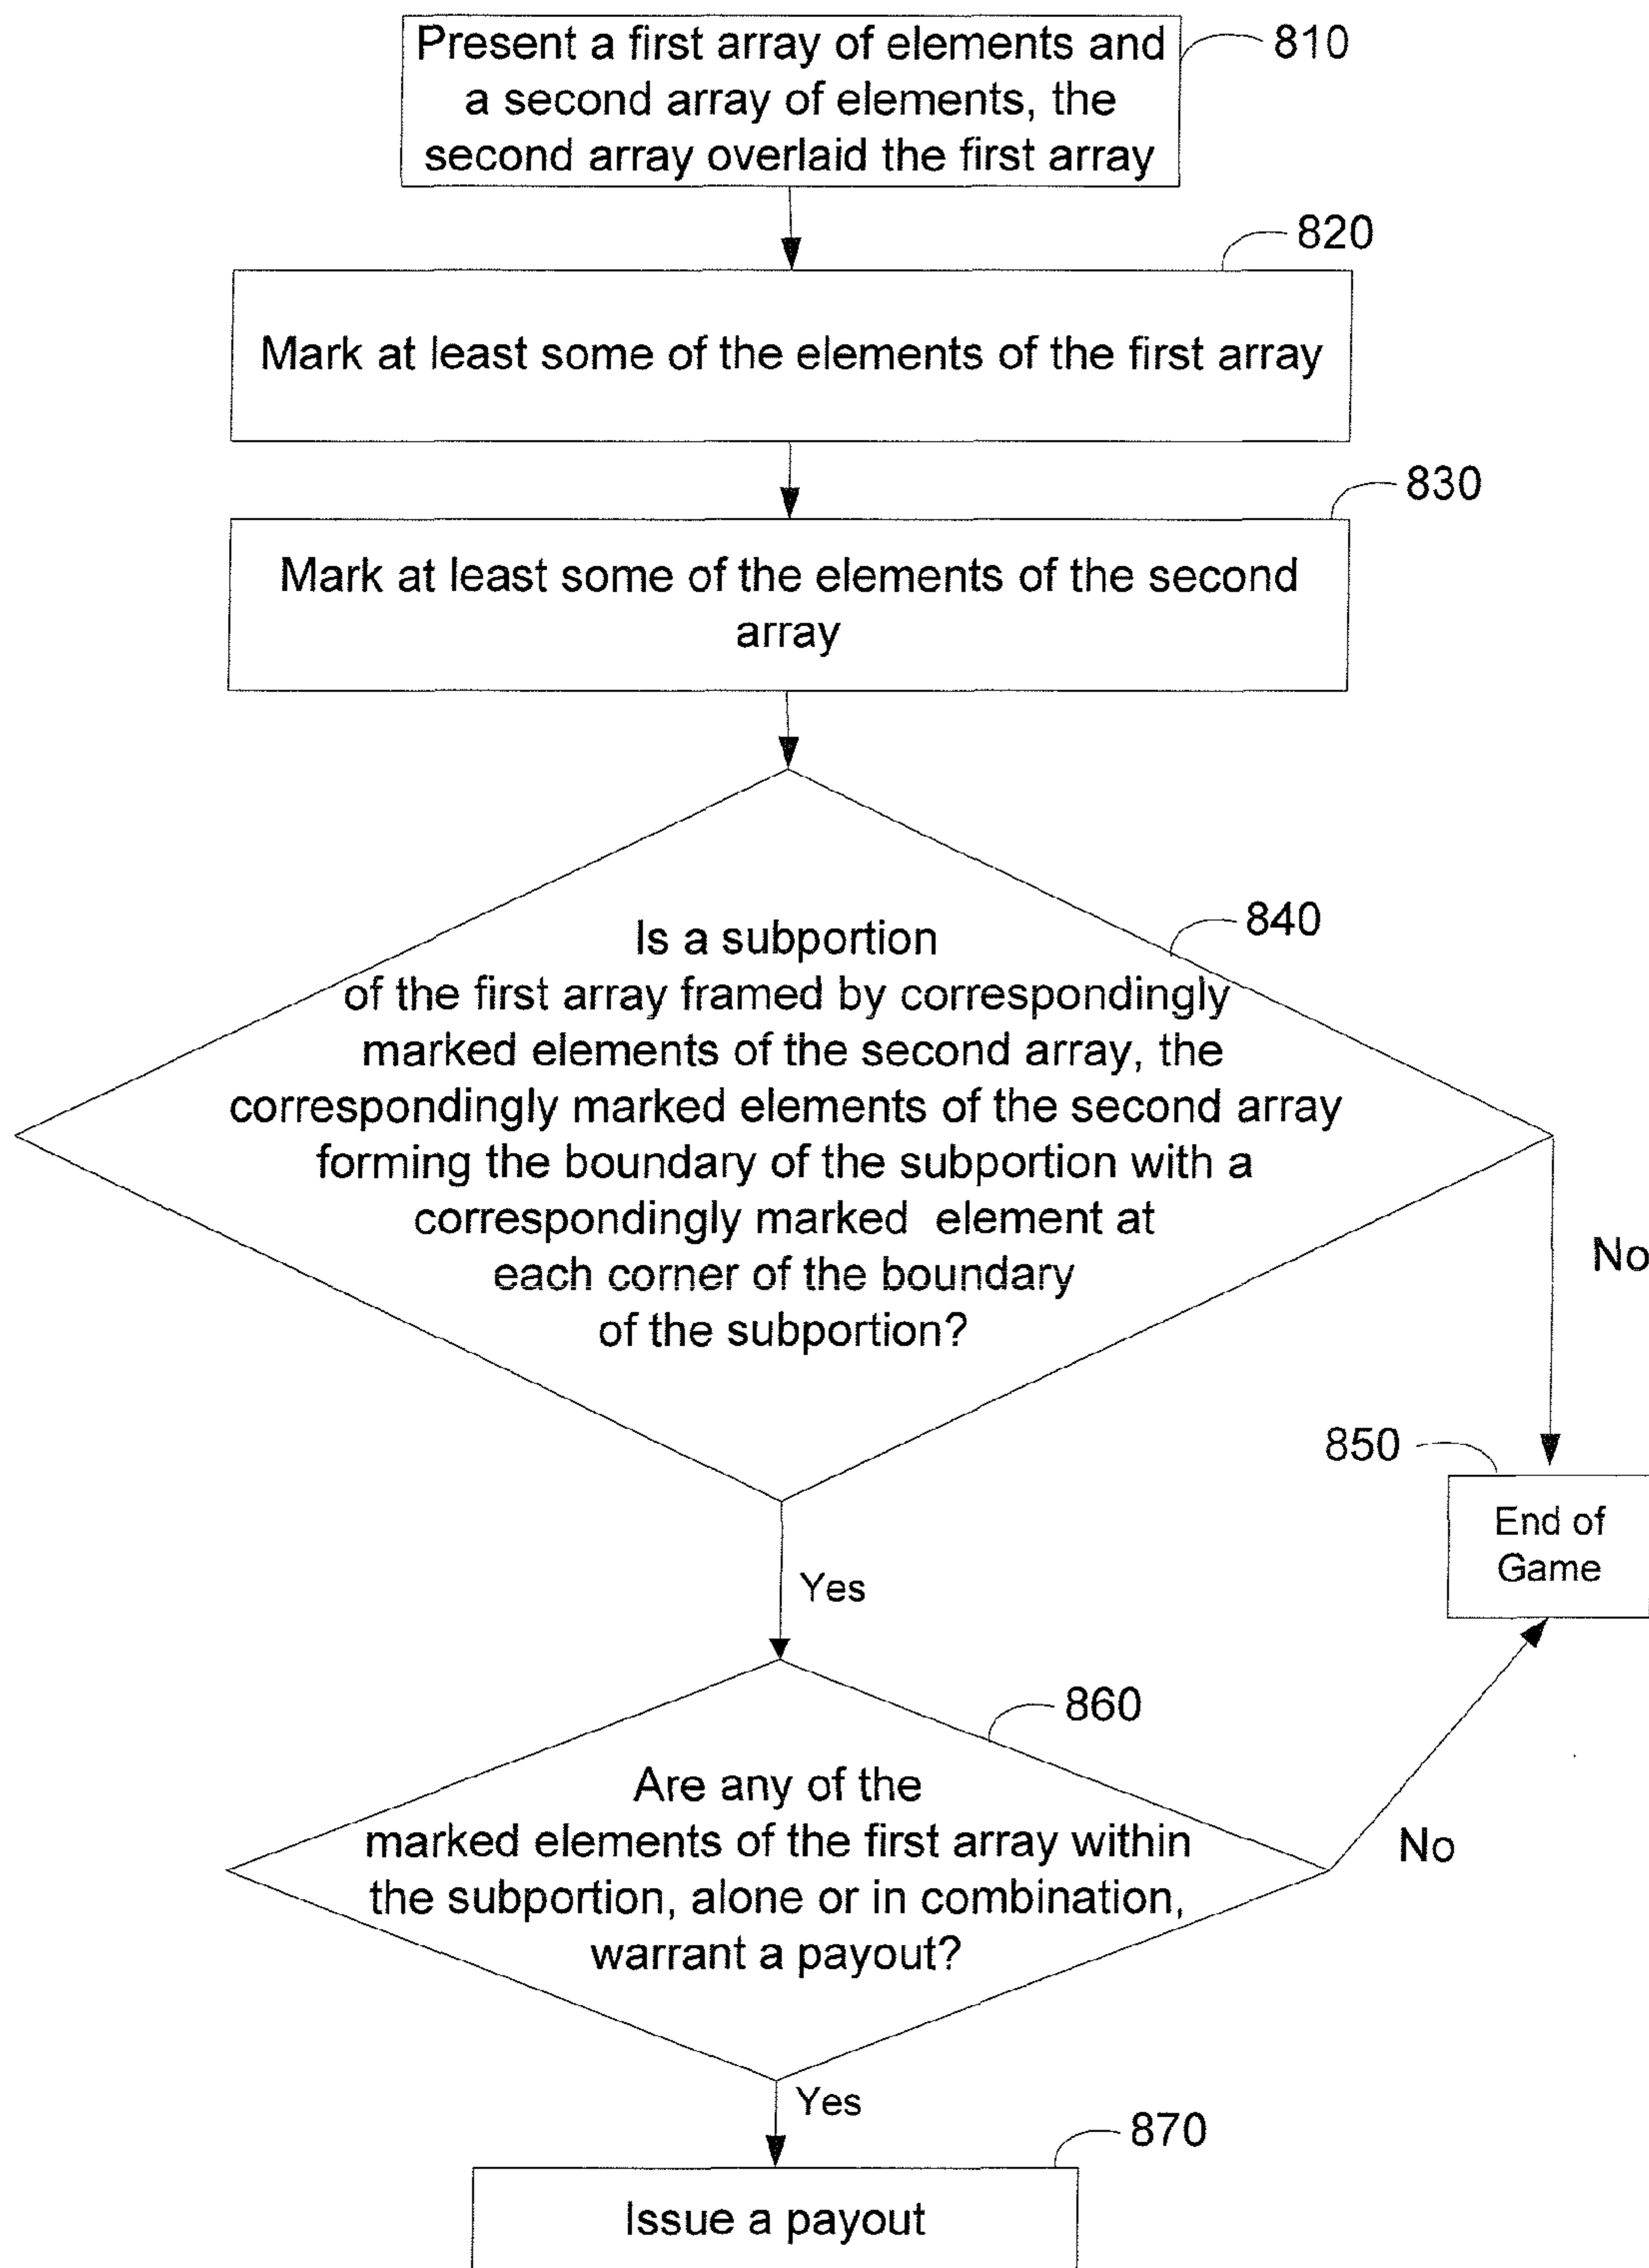 Present a first array of elements and
a second array of elements, the
second array overlaid the first array
810
820
Mark at least some of the elements of the first array
830
Mark at least some of the elements of the second
array
840
Is a subportion
of the first array framed by correspondingly
marked elements of the second array, the
correspondingly marked elements of the second array
forming the boundary of the subportion with a
correspondingly marked element at
each corner of the boundary
of the subportion?
No
850
End of
Game
Yes
860
Are any of the
marked elements of the first array within
the subportion, alone or in combination,
warrant a payout?
No
Yes
870
Issue a payout